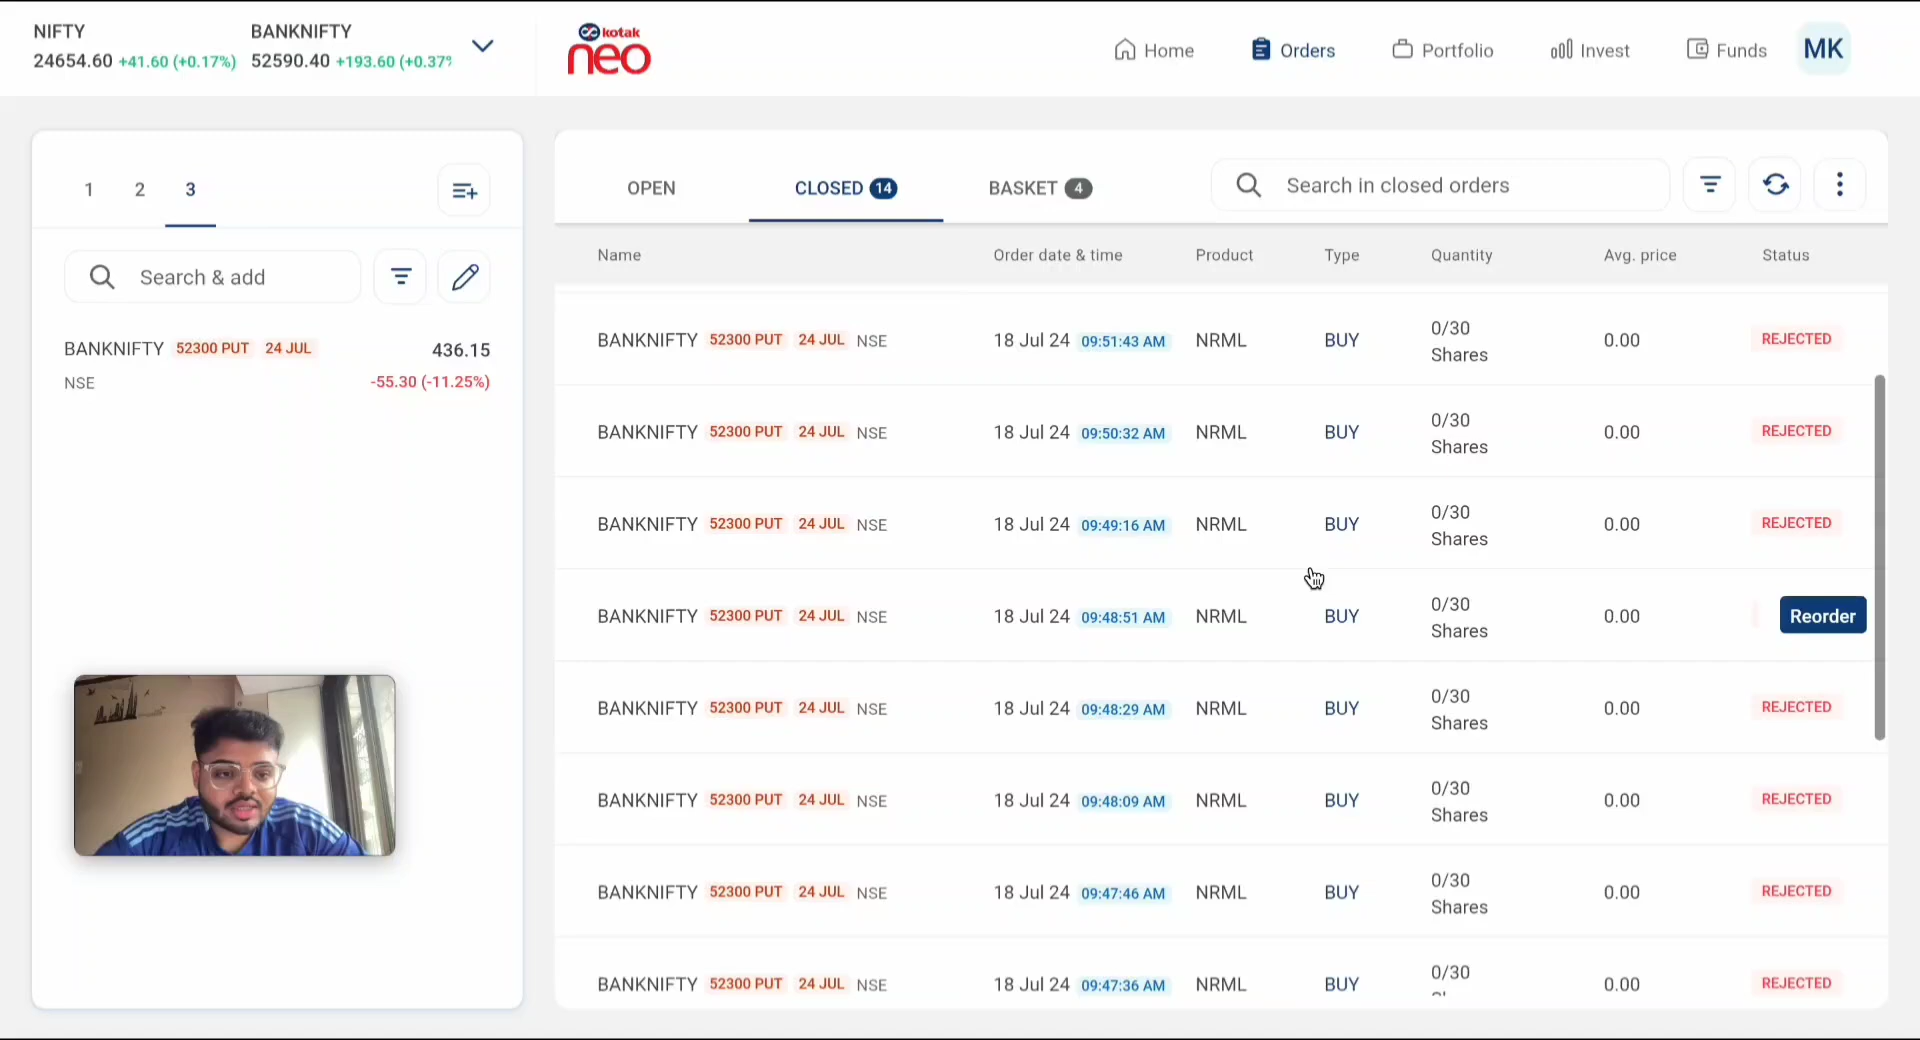 NIFTY
24654.60 +41.60 (+0.17%)
BANKNIFTY
52590.40 +193.60 (+0.37%
kotak
neo
Home
Orders
Portfolio
Invest
Funds
MK
1 2 3
Search & add
BANKNIFTY 52300 PUT 24 JUL 436.15
NSE -55.30 (-11.25%)
OPEN
CLOSED 14
BASKET 4
Search in closed orders
Name Order date & time Product Type Quantity Avg. price Status
BANKNIFTY 52300 PUT 24 JUL NSE 18 Jul 24 09:51:43 AM NRML BUY 0/30 0.00 REJECTED
Shares
BANKNIFTY 52300 PUT 24 JUL NSE 18 Jul 24 09:50:32 AM NRML BUY 0/30 0.00 REJECTED
Shares
BANKNIFTY 52300 PUT 24 JUL NSE 18 Jul 24 09:49:16 AM NRML BUY 0/30 0.00 REJECTED
Shares
BANKNIFTY 52300 PUT 24 JUL NSE 18 Jul 24 09:48:51 AM NRML BUY 0/30 0.00 Reorder
Shares
BANKNIFTY 52300 PUT 24 JUL NSE 18 Jul 24 09:48:29 AM NRML BUY 0/30 0.00 REJECTED
Shares
BANKNIFTY 52300 PUT 24 JUL NSE 18 Jul 24 09:48:09 AM NRML BUY 0/30 0.00 REJECTED
Shares
BANKNIFTY 52300 PUT 24 JUL NSE 18 Jul 24 09:47:46 AM NRML BUY 0/30 0.00 REJECTED
Shares
BANKNIFTY 52300 PUT 24 JUL NSE 18 Jul 24 09:47:36 AM NRML BUY 0/30 0.00 REJECTED